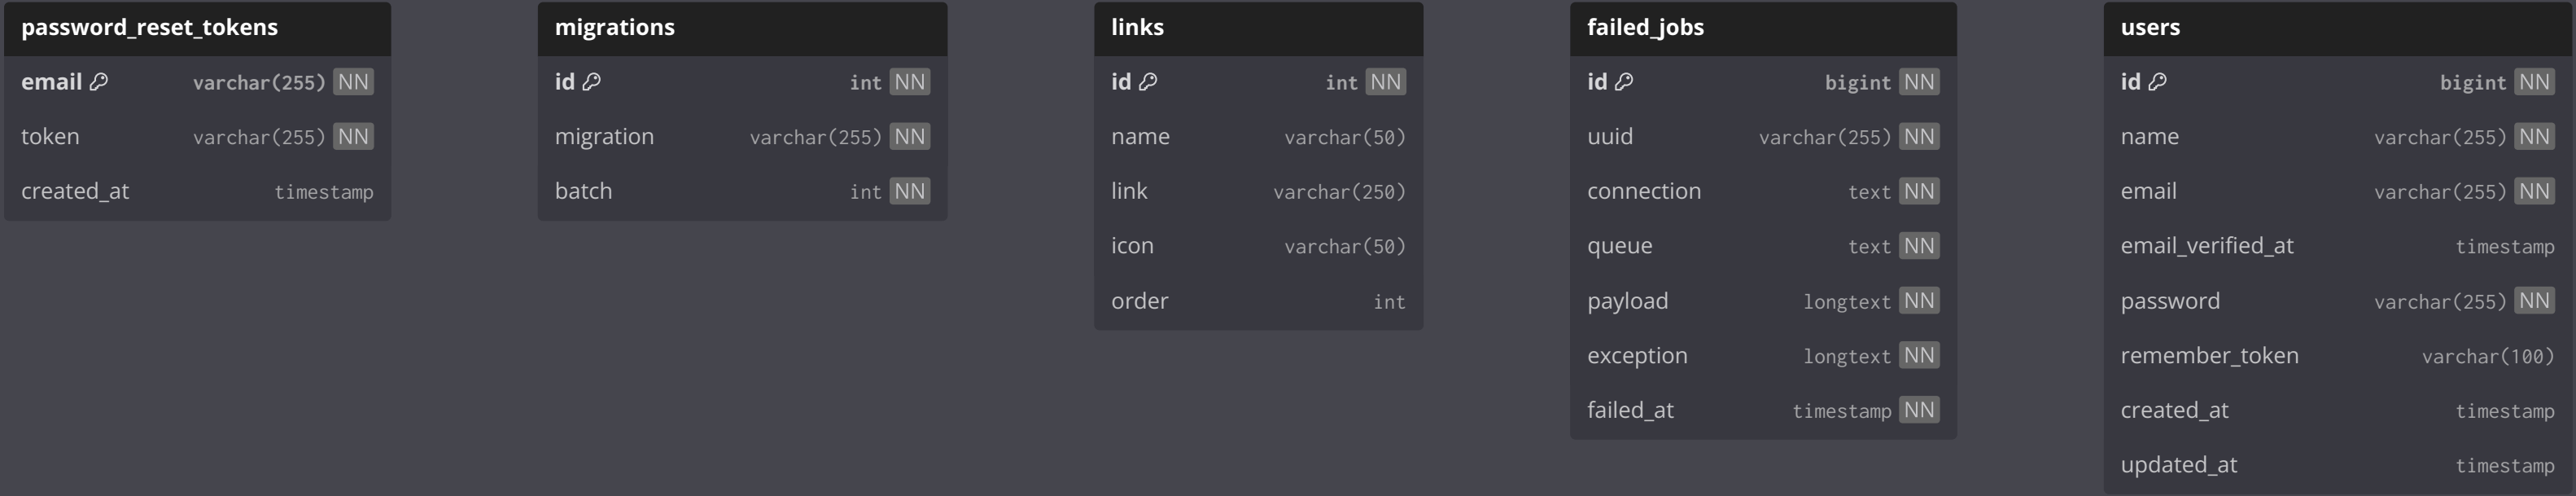 password_reset_tokens
email varchar(255) NN
token varchar(255) NN
created_at timestamp
migrations
id int NN
migration varchar(255) NN
batch int NN
links
id int NN
name varchar(50)
link varchar(250)
icon varchar(50)
order int
failed_jobs
id bigint NN
uuid varchar(255) NN
connection text NN
queue text NN
payload longtext NN
exception longtext NN
failed_at timestamp NN
users
id bigint NN
name varchar(255) NN
email varchar(255) NN
email_verified_at timestamp
password varchar(255) NN
remember_token varchar(100)
created_at timestamp
updated_at timestamp